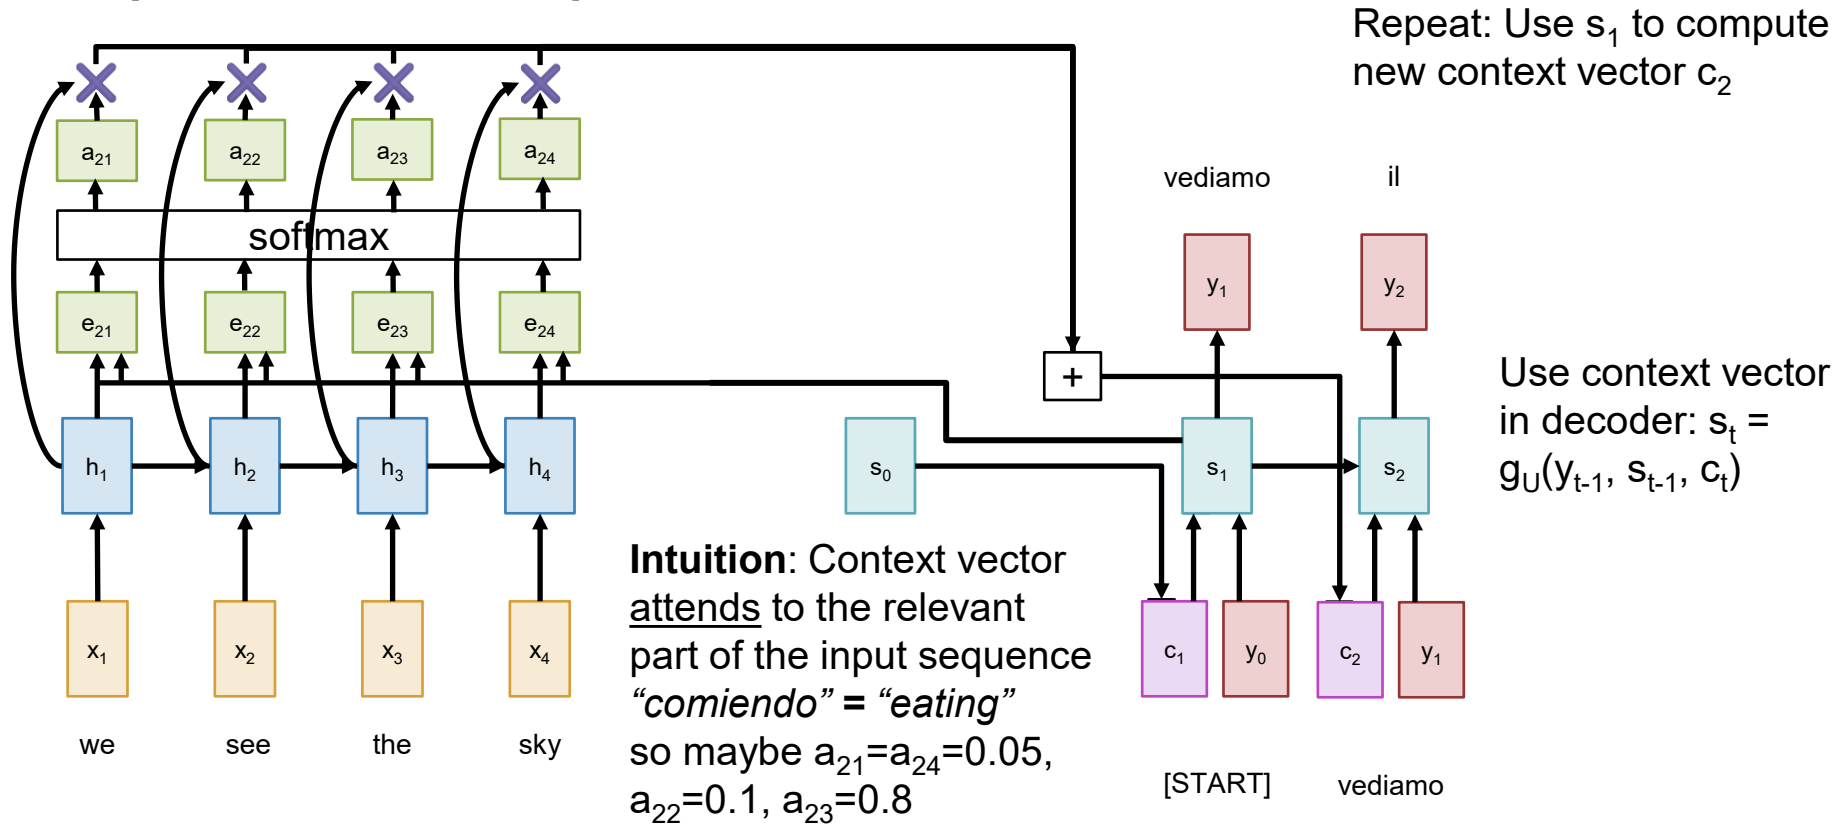 Repeat: Use s1 to compute
new context vector c2
a21 a22 a23 a24
vediamo il
softmax
y1 y2
e21 e22 e23 e24
+
Use context vector
in decoder: st =
gU(yt-1, st-1, ct)
h1 h2 h3 h4 s0 s1 s2
Intuition: Context vector
attends to the relevant
part of the input sequence
“comiendo” = “eating”
so maybe a21=a24=0.05,
a22=0.1, a23=0.8
x1 x2 x3 x4 c1 y0 c2 y1
we see the sky
[START] vediamo